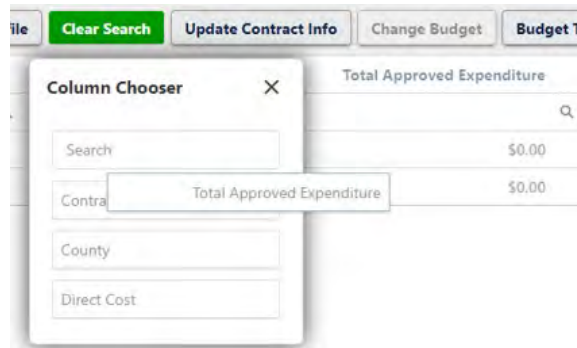 ile Clear Search Update Contract Info Change Budget Budget T
Column Chooser Total Approved Expenditure
Search $0.00
Contra Total Approved Expenditure $0.00
County
Direct Cost